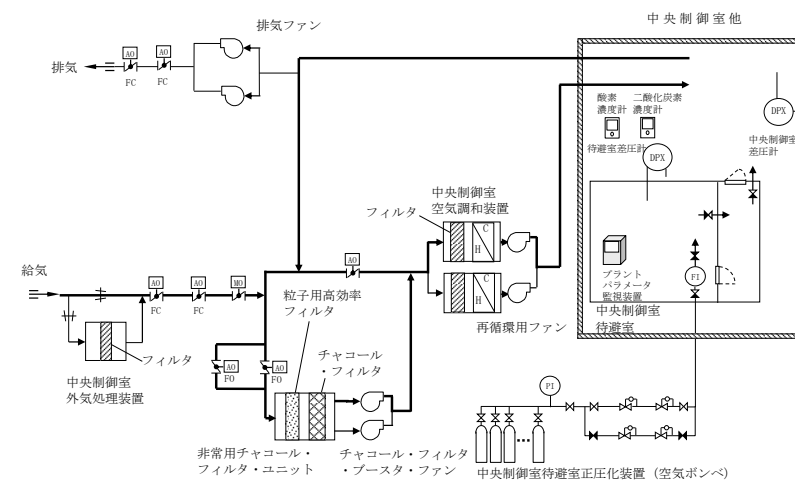 中央制御室他
排気ファン
AO
AO
排気
FC
FC
酸素
濃度計
二酸化炭素
濃度計
DPX
中央制御室
差圧計
待避室差圧計
DPX
中央制御室
空気調和装置
フィルタ
C
H
AO
給気
AO
AO
MO
FC
FC
C
H
プラント
パラメータ
監視装置
FI
粒子用高効率
フィルタ
再循環用ファン
中央制御室
待避室
チャコール
・フィルタ
フィルタ
AO
FO
AO
FO
中央制御室
外気処理装置
PI
非常用チャコール・
フィルタ・ユニット
チャコール・フィルタ
・ブースタ・ファン
中央制御室待避室正圧化装置（空気ボンベ）